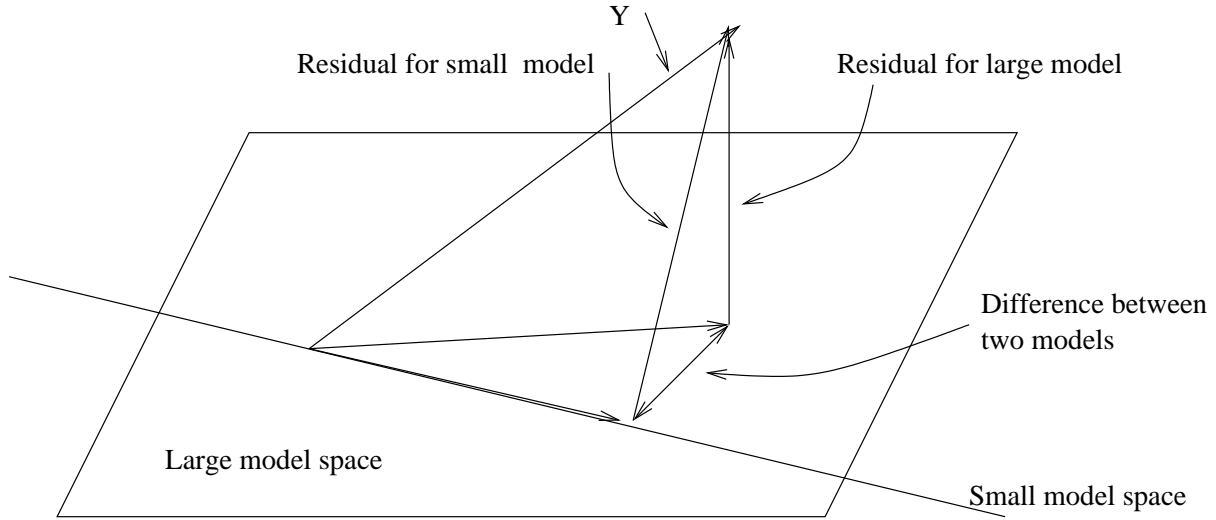 Y
Residual for small model
Residual for large model
Difference between
two models
Large model space
Small model space